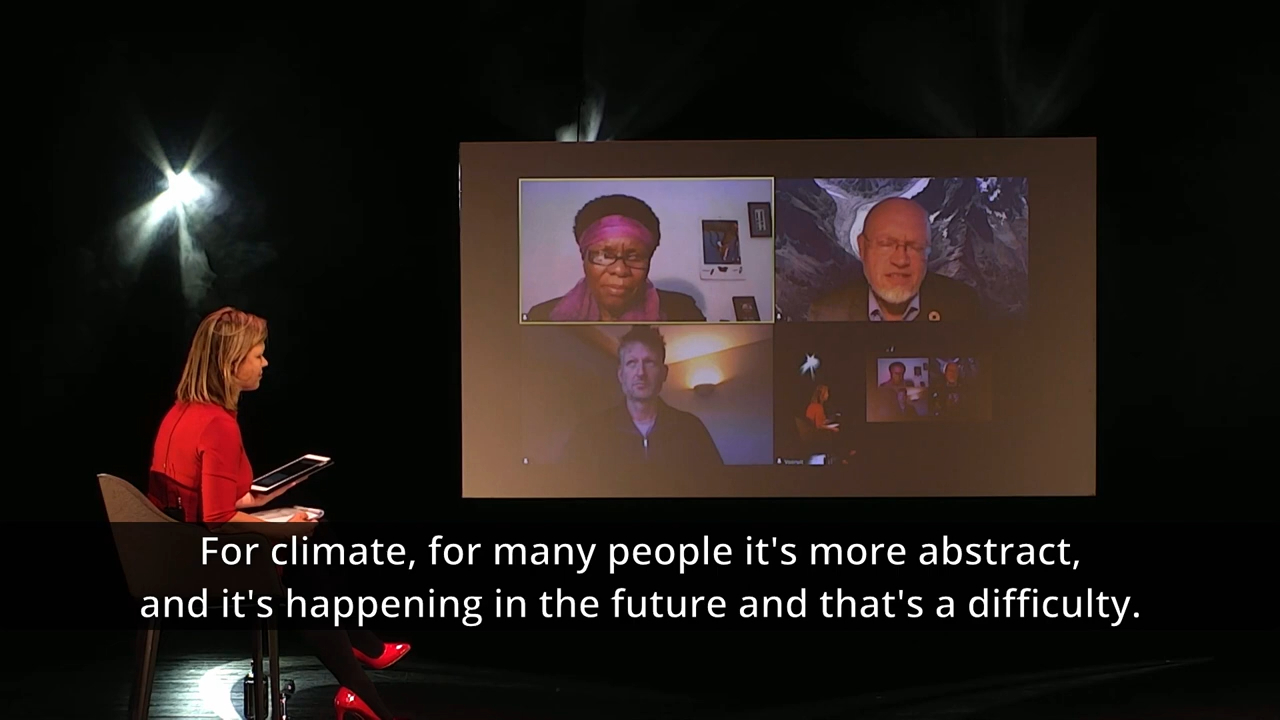 For climate, for many people it's more abstract,
and it's happening in the future and that's a difficulty.